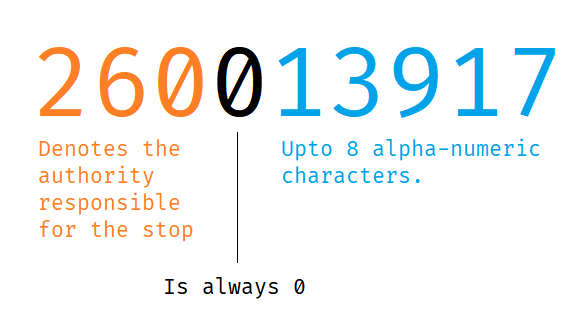 260013917
Denotes the
authority
responsible
for the stop
Upto 8 alpha-numeric
characters.
Is always 0